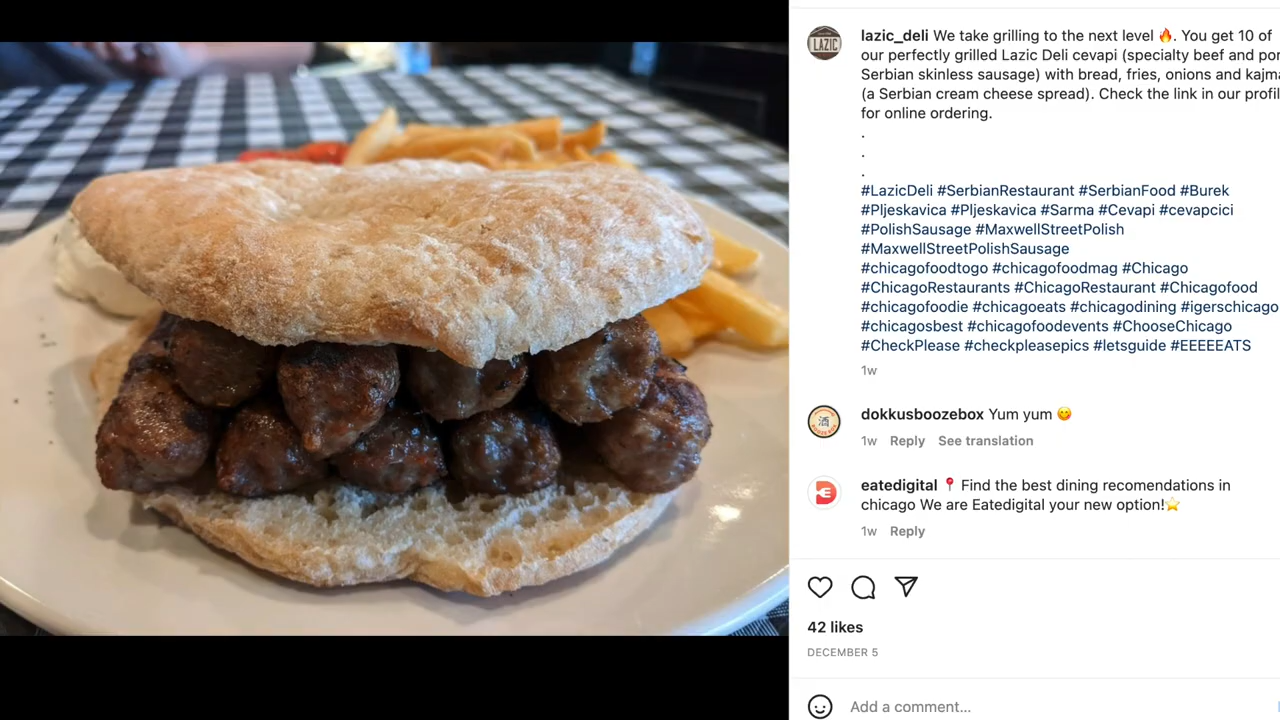 LAZIC
lazic_deli We take grilling to the next level 🔥. You get 10 of
our perfectly grilled Lazic Deli cevapi (specialty beef and por
Serbian skinless sausage) with bread, fries, onions and kajma
(a Serbian cream cheese spread). Check the link in our profil
for online ordering.
.
.
.
#LazicDeli #SerbianRestaurant #SerbianFood #Burek
#Pljeskavica #Pljeskavica #Sarma #Cevapi #cevapcici
#PolishSausage #MaxwellStreetPolish
#MaxwellStreetPolishSausage
#chicagofoodtogo #chicagofoodmag #Chicago
#ChicagoRestaurants #ChicagoRestaurant #Chicagofood
#chicagofoodie #chicagoeats #chicagodining #igerschicago
#chicagosbest #chicagofoodevents #ChooseChicago
#CheckPlease #checkpleasepics #letsguide #EEEEEATS
1w
dokkusboozebox Yum yum 😋
1w Reply See translation
eatedigital 📍 Find the best dining recomendations in
chicago We are Eatedigital your new option!⭐
1w Reply
42 likes
DECEMBER 5
Add a comment...